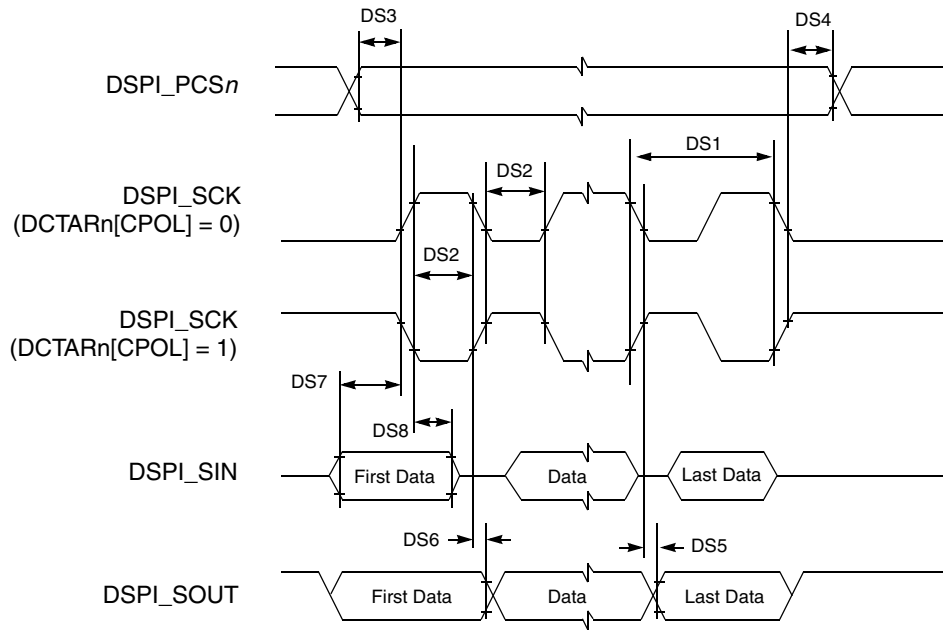 DS3
DS4
DSPI_PCSn
DS1
DS2
DSPI_SCK
(DCTARn[CPOL] = 0)
DS2
DSPI_SCK
(DCTARn[CPOL] = 1)
DS7
DS8
DSPI_SIN
First Data
Data
Last Data
DS6
DS5
DSPI_SOUT
First Data
Data
Last Data